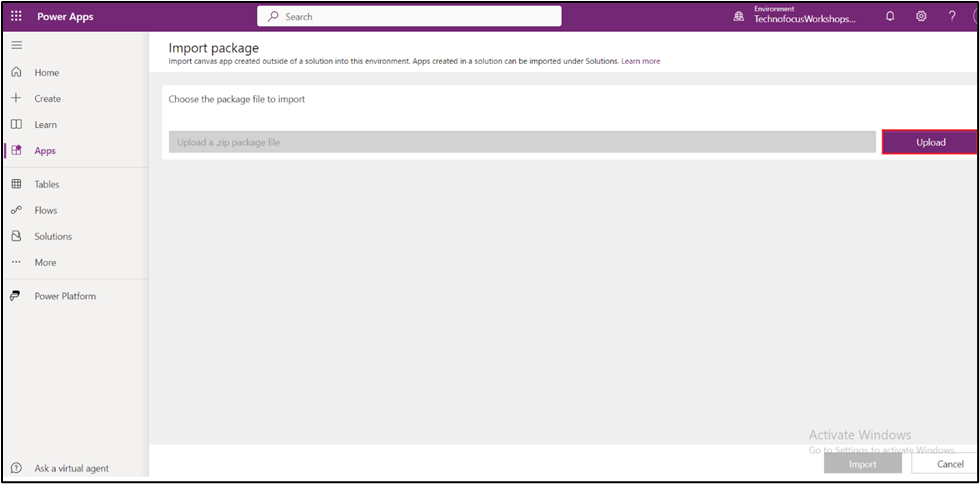 Power Apps
Search
Environment
TechnofocusWorkshops...
?
Home
Create
Learn
Apps
Tables
Flows
Solutions
More
Power Platform
Ask a virtual agent
Import package
Import canvas app created outside of a solution into this environment. Apps created in a solution can be imported under Solutions. Learn more
Choose the package file to import
Upload a .zip package file
Upload
Activate Windows
Go to Settings to activate Windows.
Import
Cancel